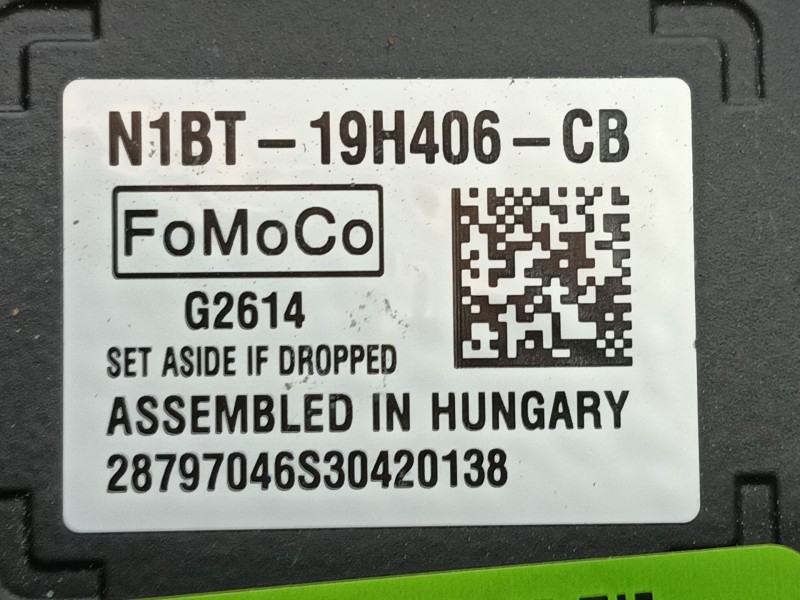 N1BT-19H406-CB
FoMoCo
G2614
SET ASIDE IF DROPPED
ASSEMBLED IN HUNGARY
28797046S30420138